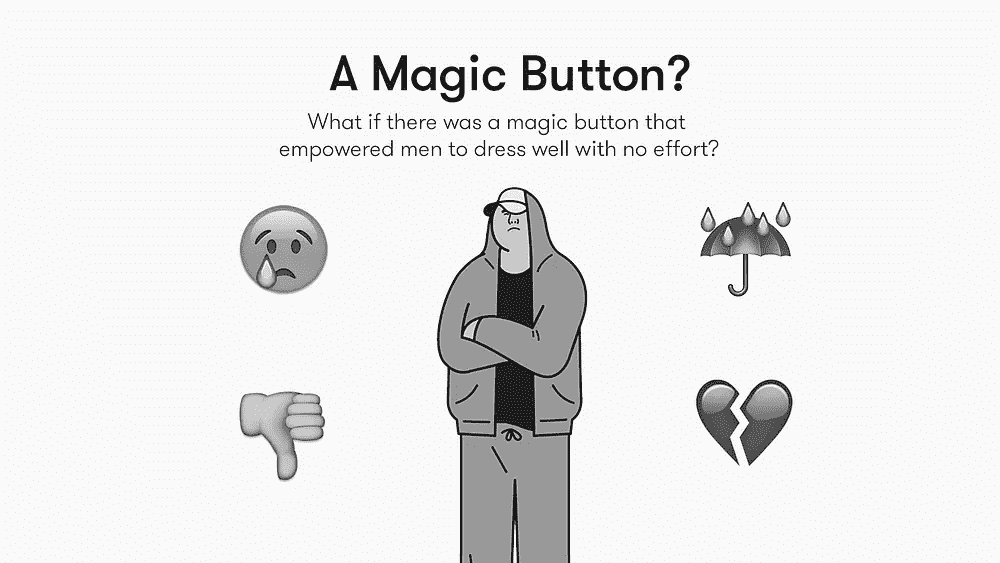 A Magic Button?
What if there was a magic button that
empowered men to dress well with no effort?